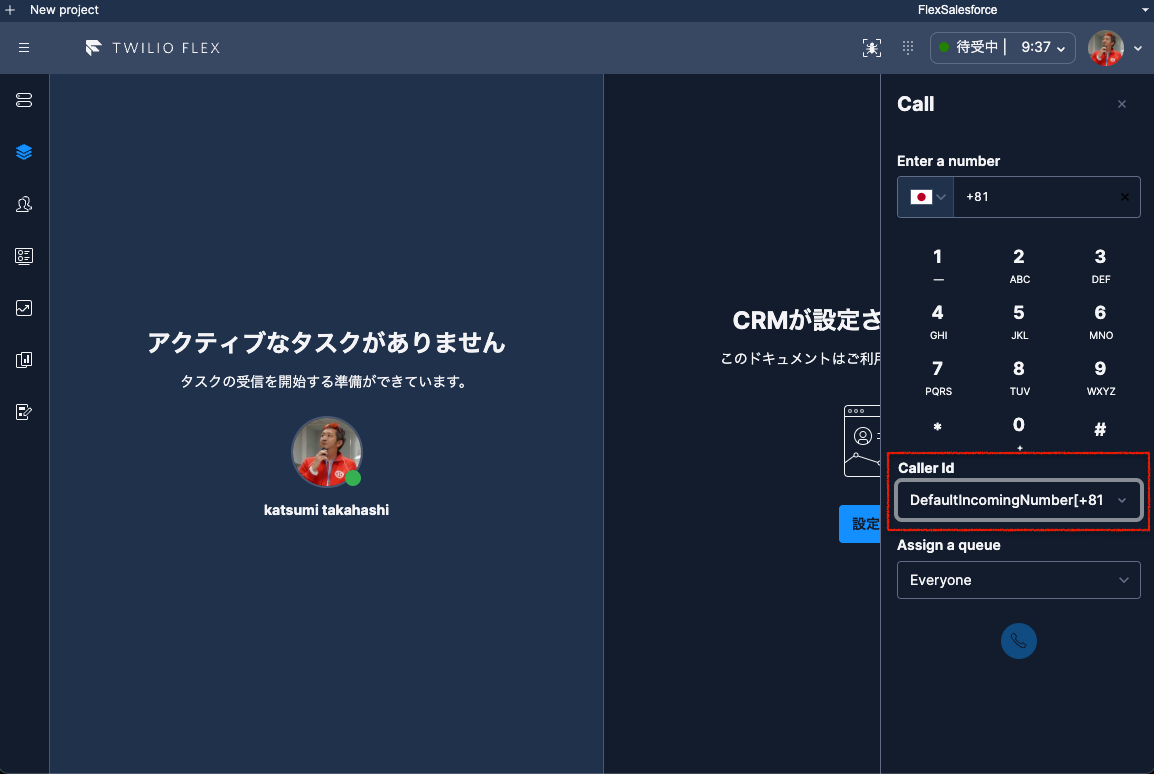 New project
FlexSalesforce
TWILIO FLEX
待受中 | 9:37
アクティブなタスクがありません
タスクの受信を開始する準備ができています。
katsumi takahashi
CRMが設定さ
このドキュメントはご利用
設定
Call
Enter a number
+81
1
2
ABC
3
DEF
4
GHI
5
JKL
6
MNO
7
PQRS
8
TUV
9
WXYZ
*
0
+
#
Caller Id
DefaultIncomingNumber[+81
Assign a queue
Everyone